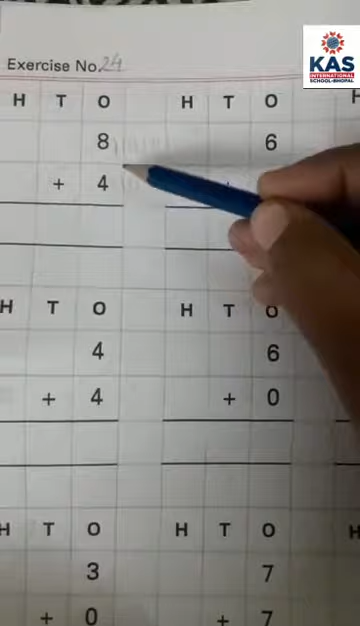 KAS
INTERNATIONAL
SCHOOL-BHOPAL
Exercise No. 24
H T O H T O H
8 6
+ 4 +
H T O H T O
4 6
+ 4 + 0
H T O H T O H
3 7
+ 0 + 7